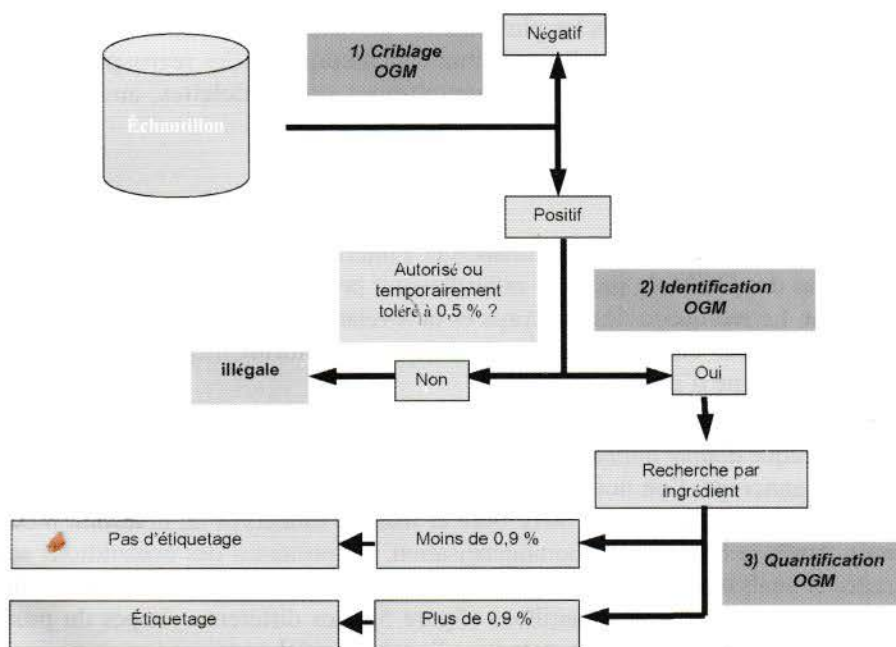 1) Criblage
OGM
Négatif
Échantillon
Positif
Autorisé ou
temporairement
toléré à 0,5 % ?
2) Identification
OGM
illégale
Non
Oui
Recherche par
ingrédient
Pas d'étiquetage
Moins de 0,9 %
3) Quantification
OGM
Étiquetage
Plus de 0,9 %